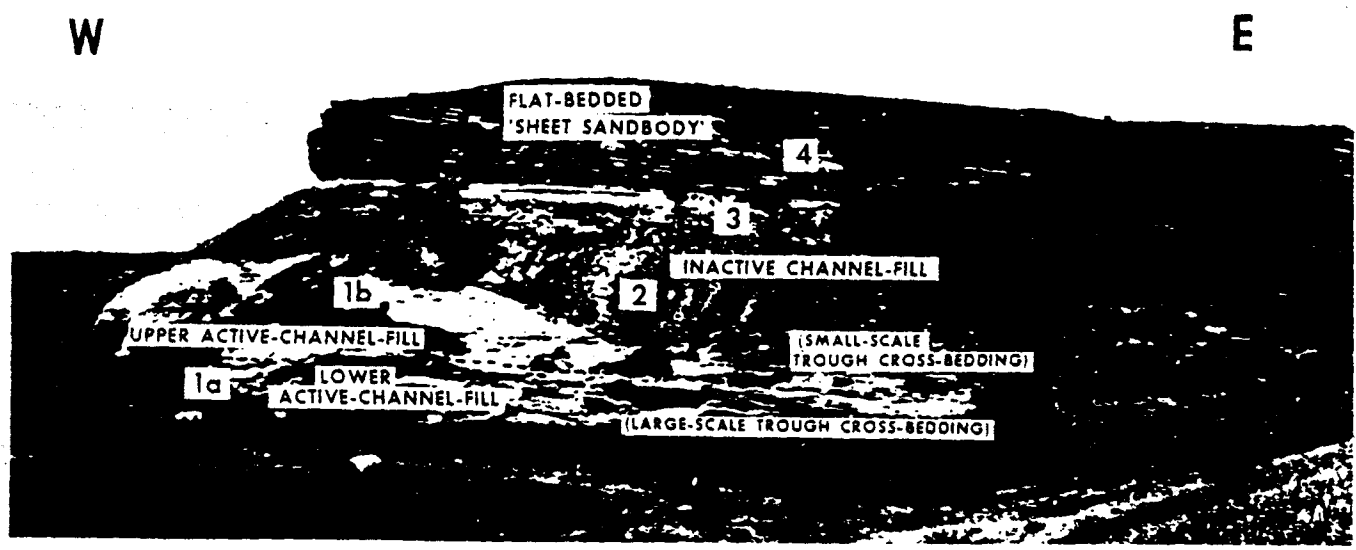 W
E
FLAT-BEDDED
'SHEET SANDBODY'
4
3
INACTIVE CHANNEL-FILL
1b
2
UPPER ACTIVE-CHANNEL-FILL
(SMALL-SCALE
TROUGH CROSS-BEDDING)
1a
LOWER
ACTIVE-CHANNEL-FILL
(LARGE-SCALE TROUGH CROSS-BEDDING)